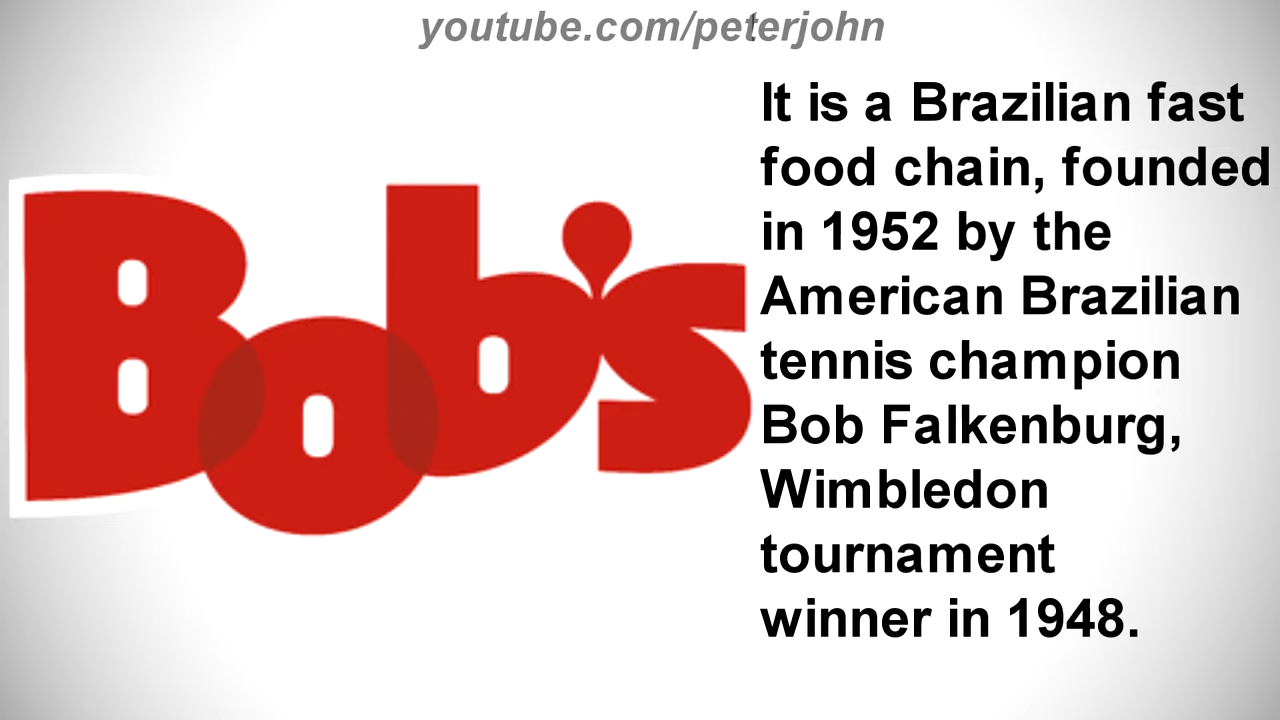 youtube.com/peterjohn
Bob's
It is a Brazilian fast
food chain, founded
in 1952 by the
American Brazilian
tennis champion
Bob Falkenburg,
Wimbledon
tournament
winner in 1948.